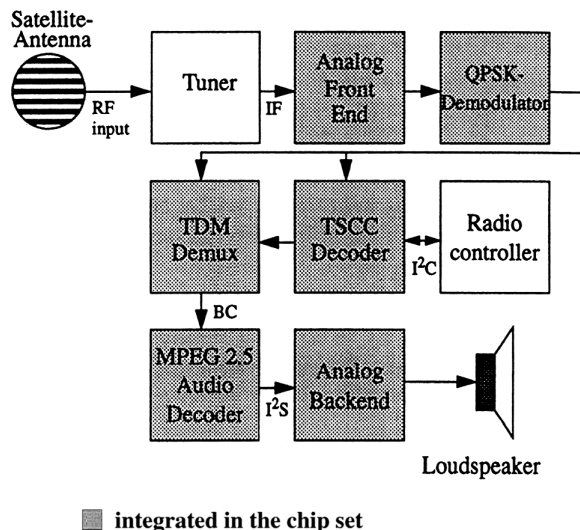 Satellite-
Antenna
RF
input
Tuner
IF
Analog
Front
End
QPSK-
Demodulator
TDM
Demux
TSCC
Decoder
I²C
Radio
controller
BC
MPEG 2.5
Audio
Decoder
I²S
Analog
Backend
Loudspeaker
integrated in the chip set